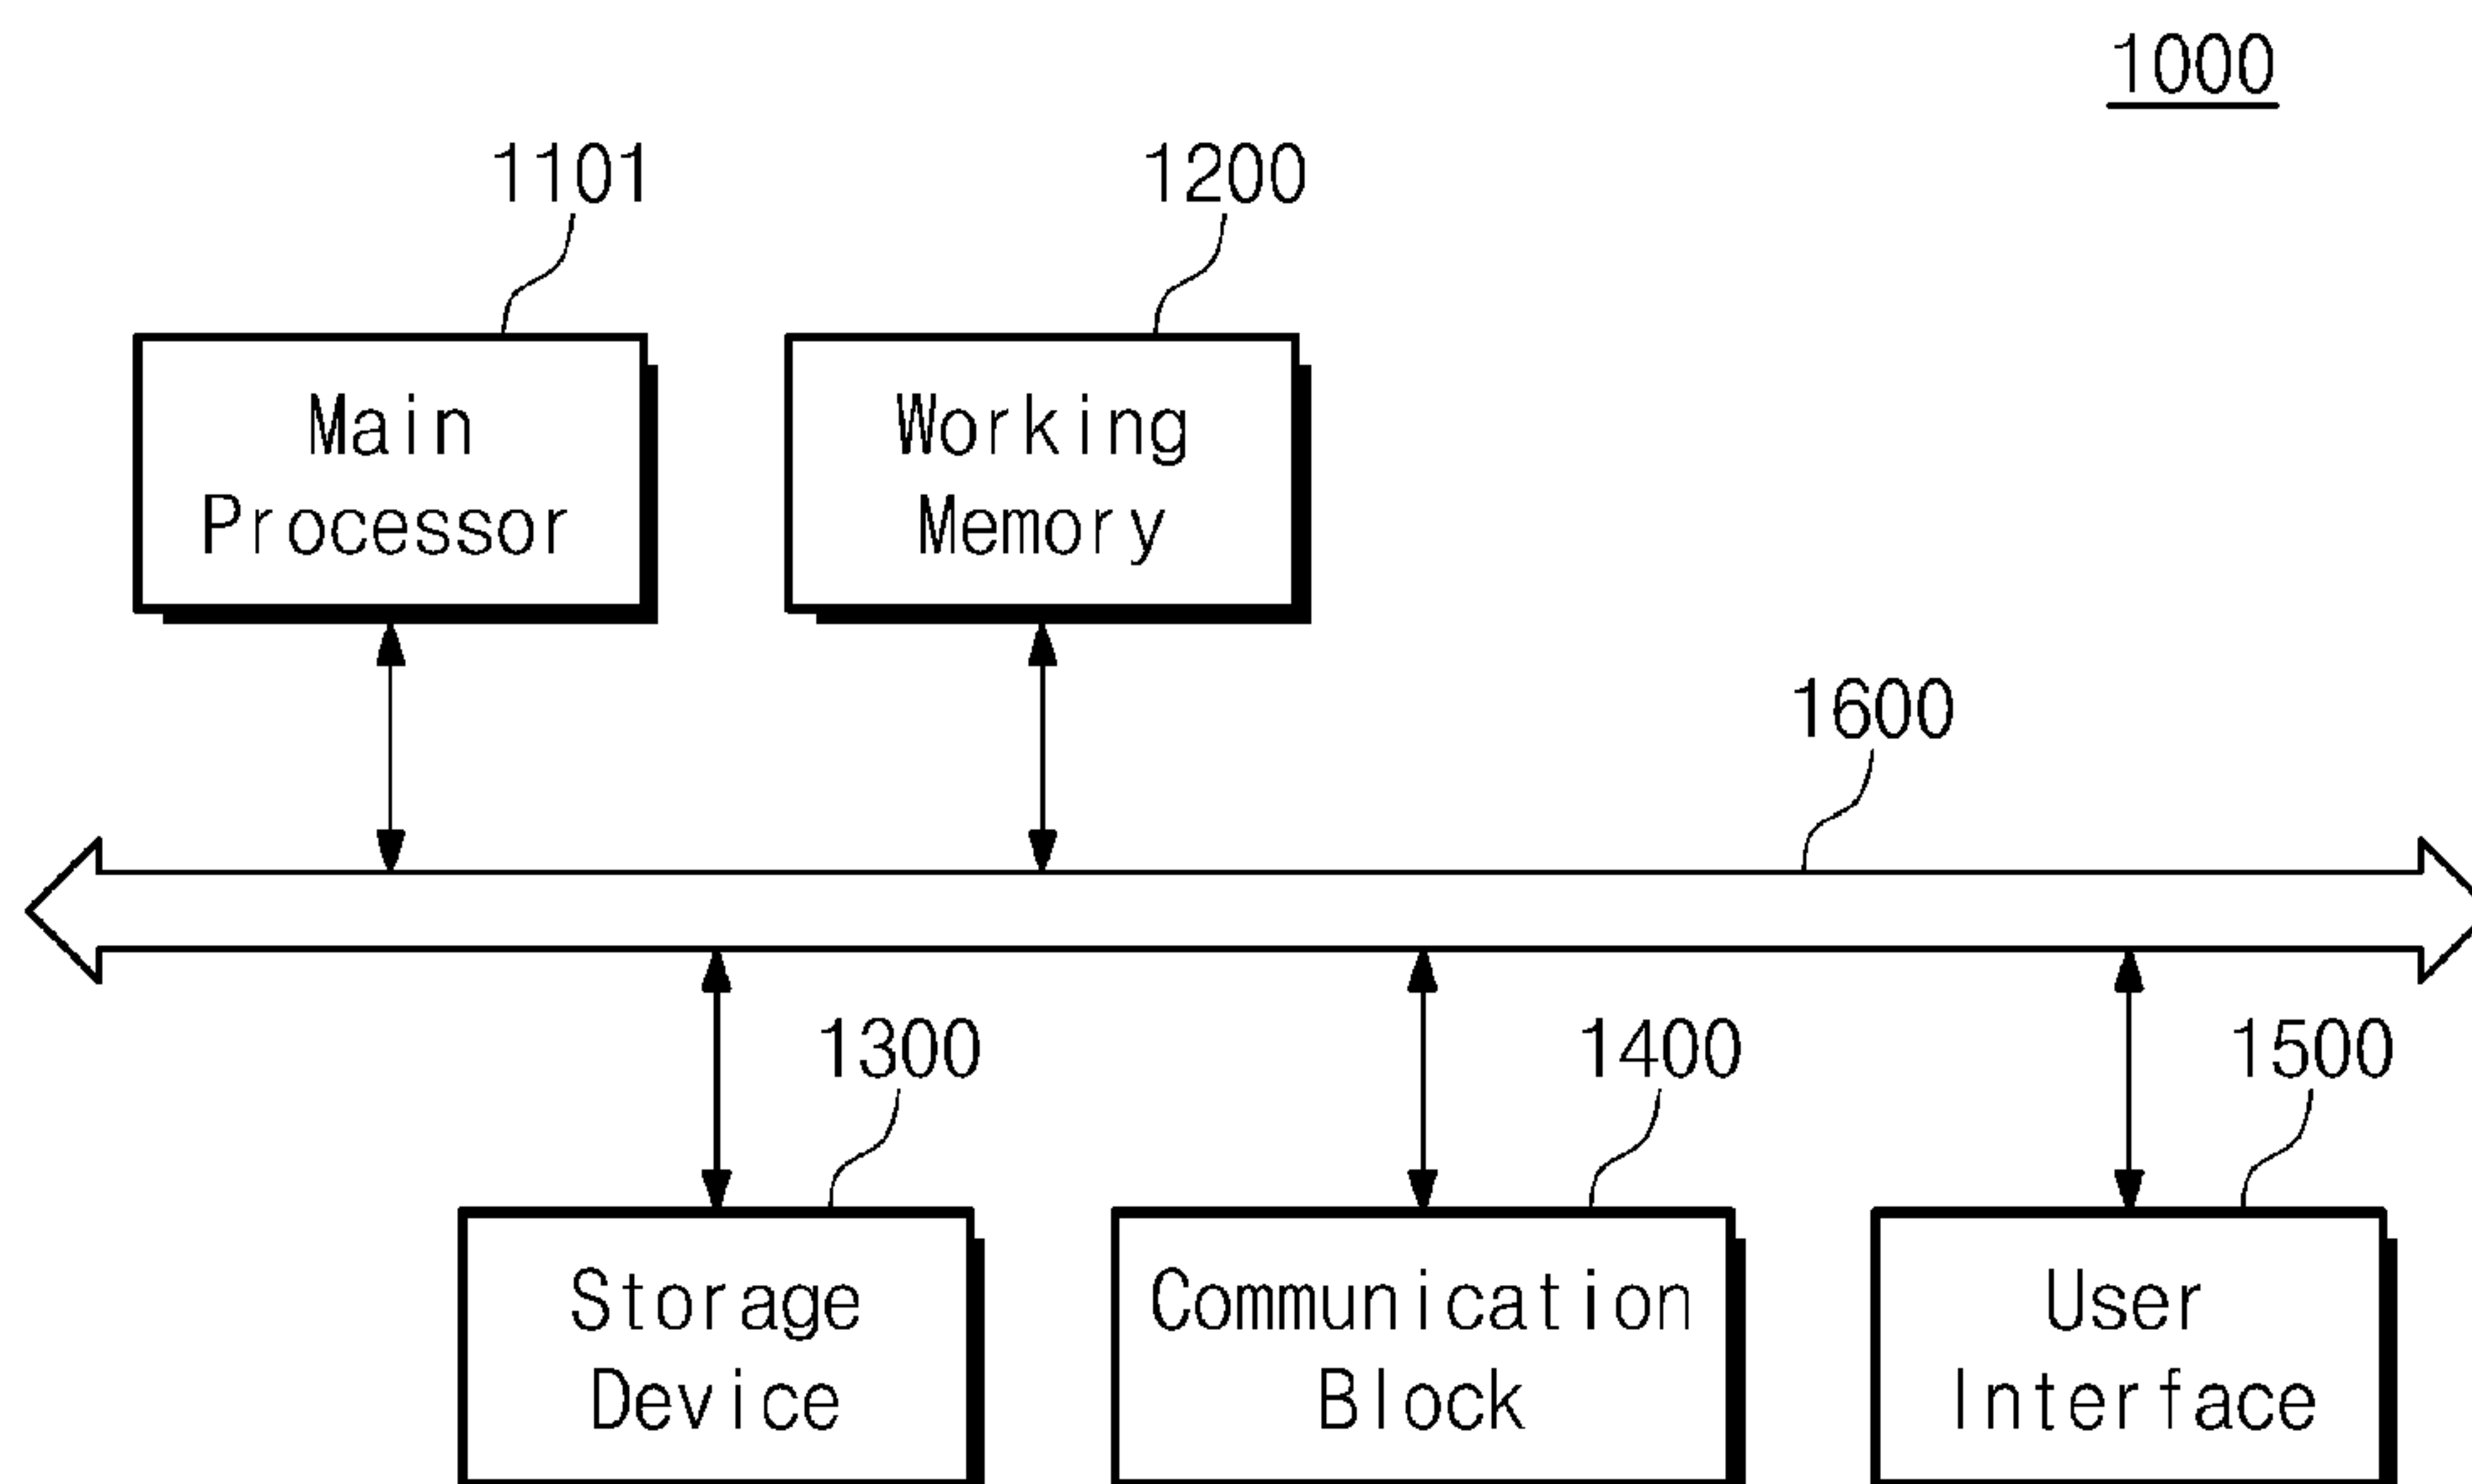 1000
1101
1200
Main
Processor
Working
Memory
1600
1300
1400
1500
Storage
Device
Communication
Block
User
Interface